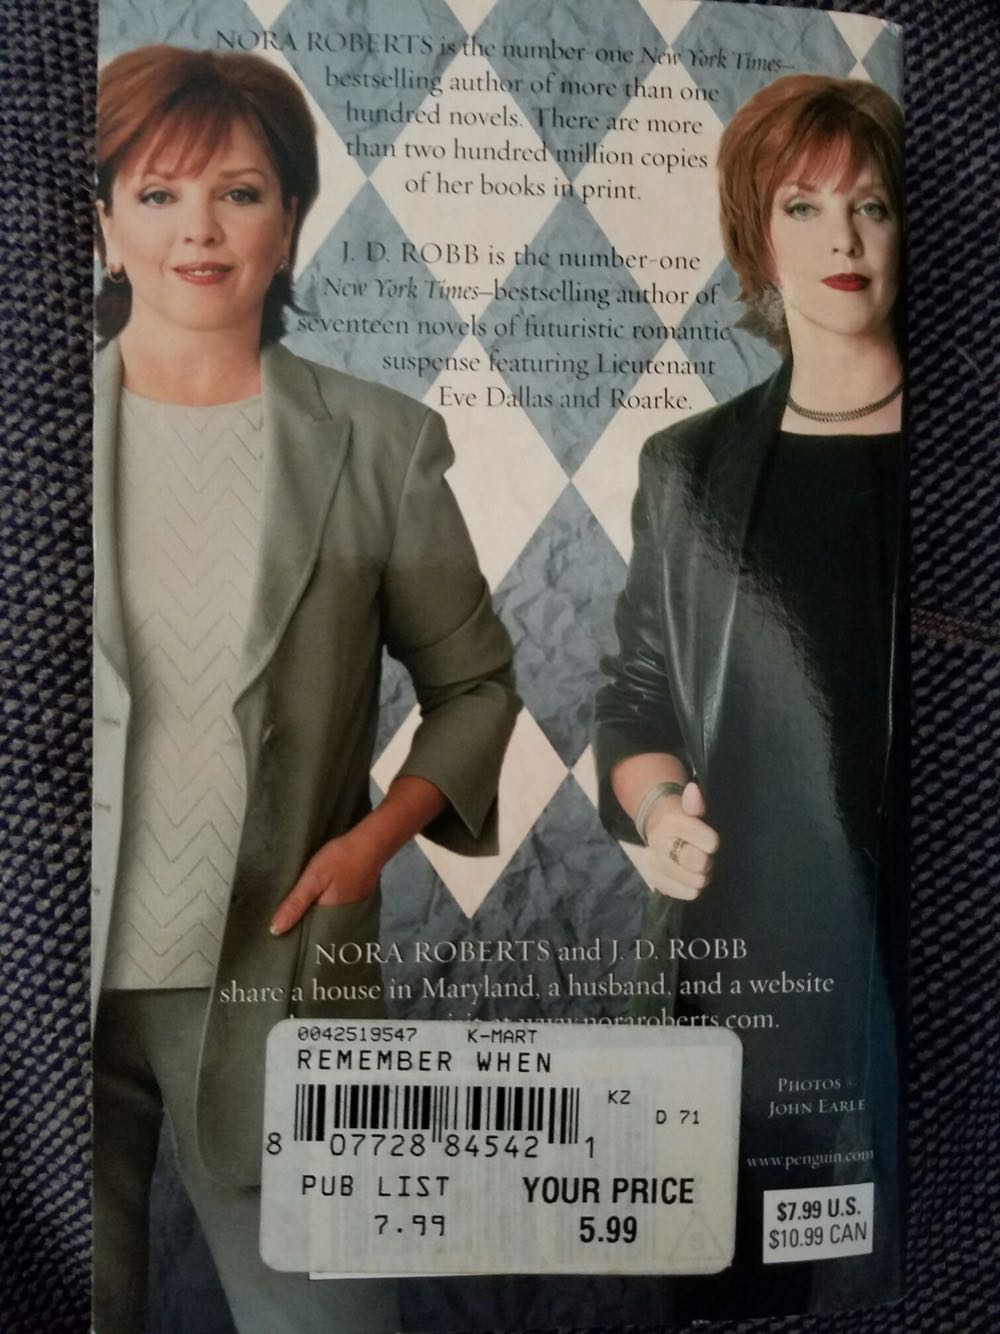 NORA ROBERTS is the number-one New York Times–
bestselling author of more than one
hundred novels. There are more
than two hundred million copies
of her books in print.
J. D. ROBB is the number-one
New York Times–bestselling author of
seventeen novels of futuristic romantic
suspense featuring Lieutenant
Eve Dallas and Roarke.
NORA ROBERTS and J. D. ROBB
share a house in Maryland, a husband, and a website
at www.noraroberts.com.
0042519547 K-MART
REMEMBER WHEN
KZ
D 71
8 07728 84542 1
PUB LIST YOUR PRICE
7.99 5.99
S
PHOTOS ©
JOHN EARLE
www.penguin.com
$7.99 U.S.
$10.99 CAN